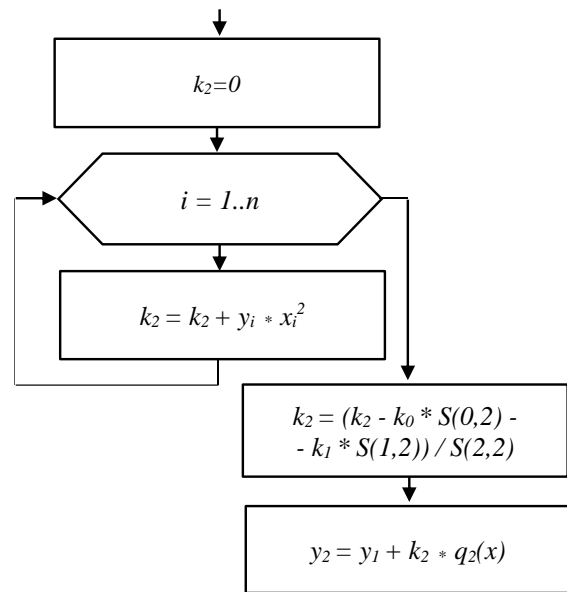 k₂=0
i = 1..n
k₂ = k₂ + yᵢ * xᵢ²
k₂ = (k₂ - k₀ * S(0,2) -
- k₁ * S(1,2)) / S(2,2)
y₂ = y₁ + k₂ * q₂(x)